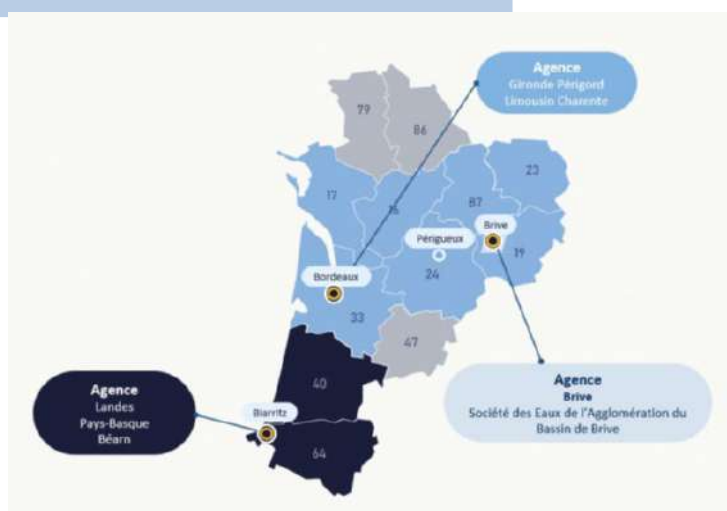 Agence
Gironde Périgord
Limousin Charente
79
86
23
17
16
87
Brive
Périgueux
19
24
Bordeaux
33
47
Agence
Landes
Pays-Basque
Béarn
40
Biarritz
64
Agence
Brive
Société des Eaux de l'Agglomération du
Bassin de Brive